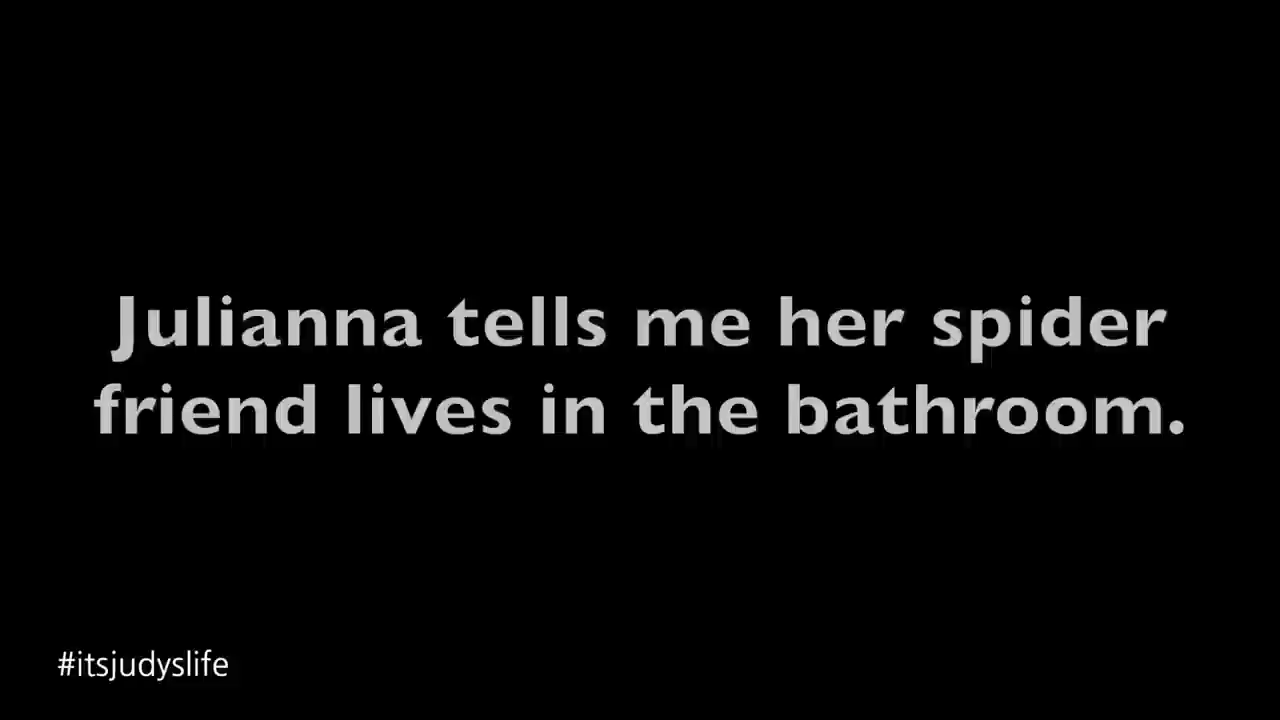 Julianna tells me her spider
friend lives in the bathroom.
#itsjudyslife